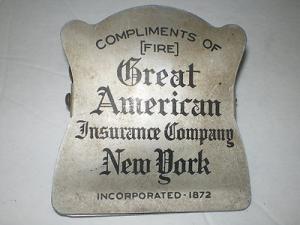 COMPLIMENTS OF
[FIRE]
Great
American
Insurance Company
New York
INCORPORATED-1872